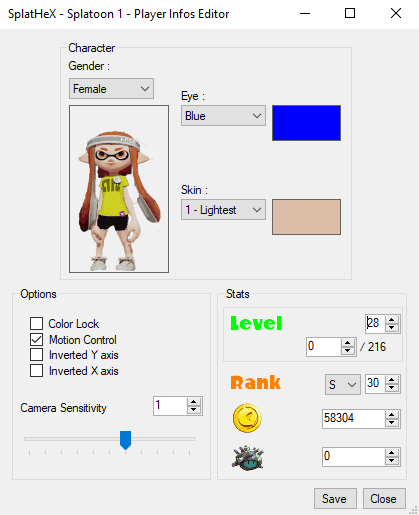 SplatHeX - Splatoon 1 - Player Infos Editor
Character
Gender :
Female
Eye :
Blue
Skin :
1 - Lightest
Options
Color Lock
Motion Control
Inverted Y axis
Inverted X axis
Camera Sensitivity
1
Stats
Level
28
0 / 216
Rank
S
30
58304
0
Save
Close